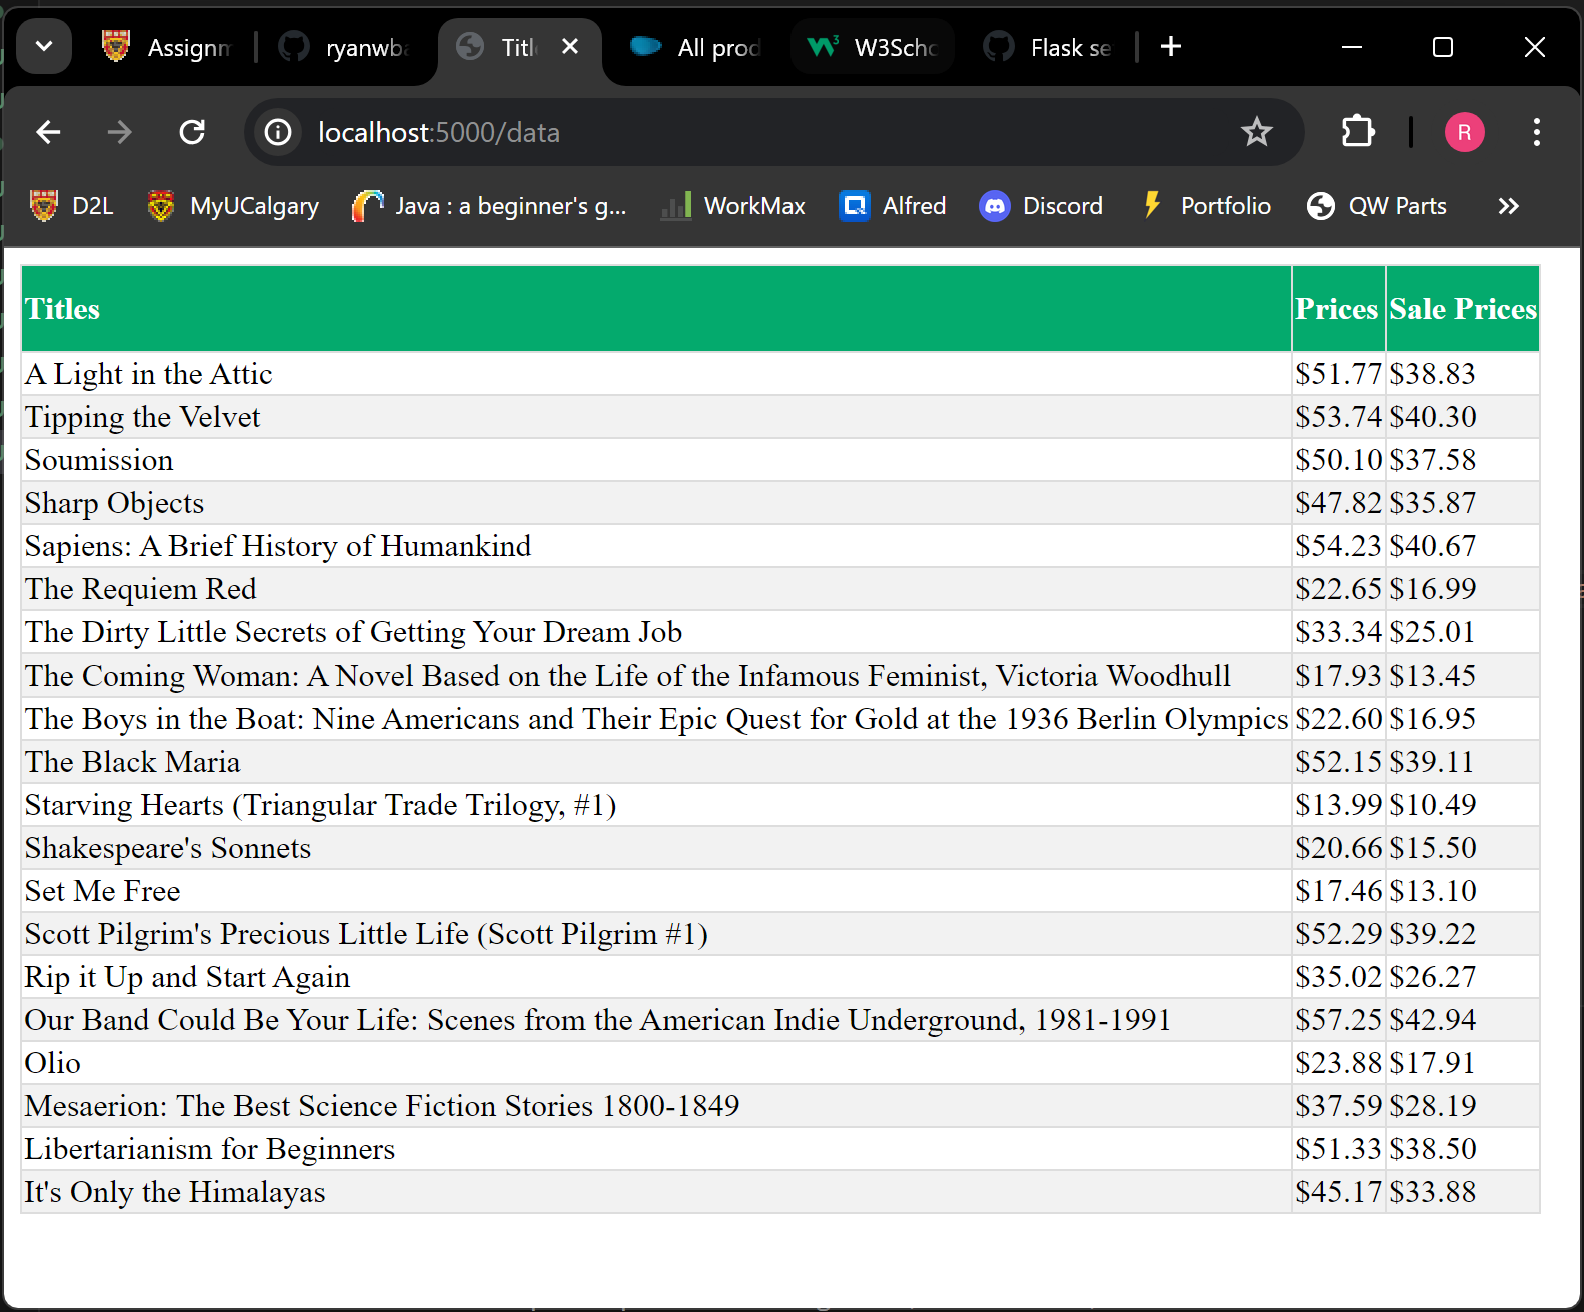 Assignm ryanwba Titl All prod W3Scho Flask se
localhost:5000/data R
D2L MyUCalgary Java : a beginner's g... WorkMax Alfred Discord Portfolio QW Parts
Titles Prices Sale Prices
A Light in the Attic $51.77 $38.83
Tipping the Velvet $53.74 $40.30
Soumission $50.10 $37.58
Sharp Objects $47.82 $35.87
Sapiens: A Brief History of Humankind $54.23 $40.67
The Requiem Red $22.65 $16.99
The Dirty Little Secrets of Getting Your Dream Job $33.34 $25.01
The Coming Woman: A Novel Based on the Life of the Infamous Feminist, Victoria Woodhull $17.93 $13.45
The Boys in the Boat: Nine Americans and Their Epic Quest for Gold at the 1936 Berlin Olympics $22.60 $16.95
The Black Maria $52.15 $39.11
Starving Hearts (Triangular Trade Trilogy, #1) $13.99 $10.49
Shakespeare's Sonnets $20.66 $15.50
Set Me Free $17.46 $13.10
Scott Pilgrim's Precious Little Life (Scott Pilgrim #1) $52.29 $39.22
Rip it Up and Start Again $35.02 $26.27
Our Band Could Be Your Life: Scenes from the American Indie Underground, 1981-1991 $57.25 $42.94
Olio $23.88 $17.91
Mesaerion: The Best Science Fiction Stories 1800-1849 $37.59 $28.19
Libertarianism for Beginners $51.33 $38.50
It's Only the Himalayas $45.17 $33.88